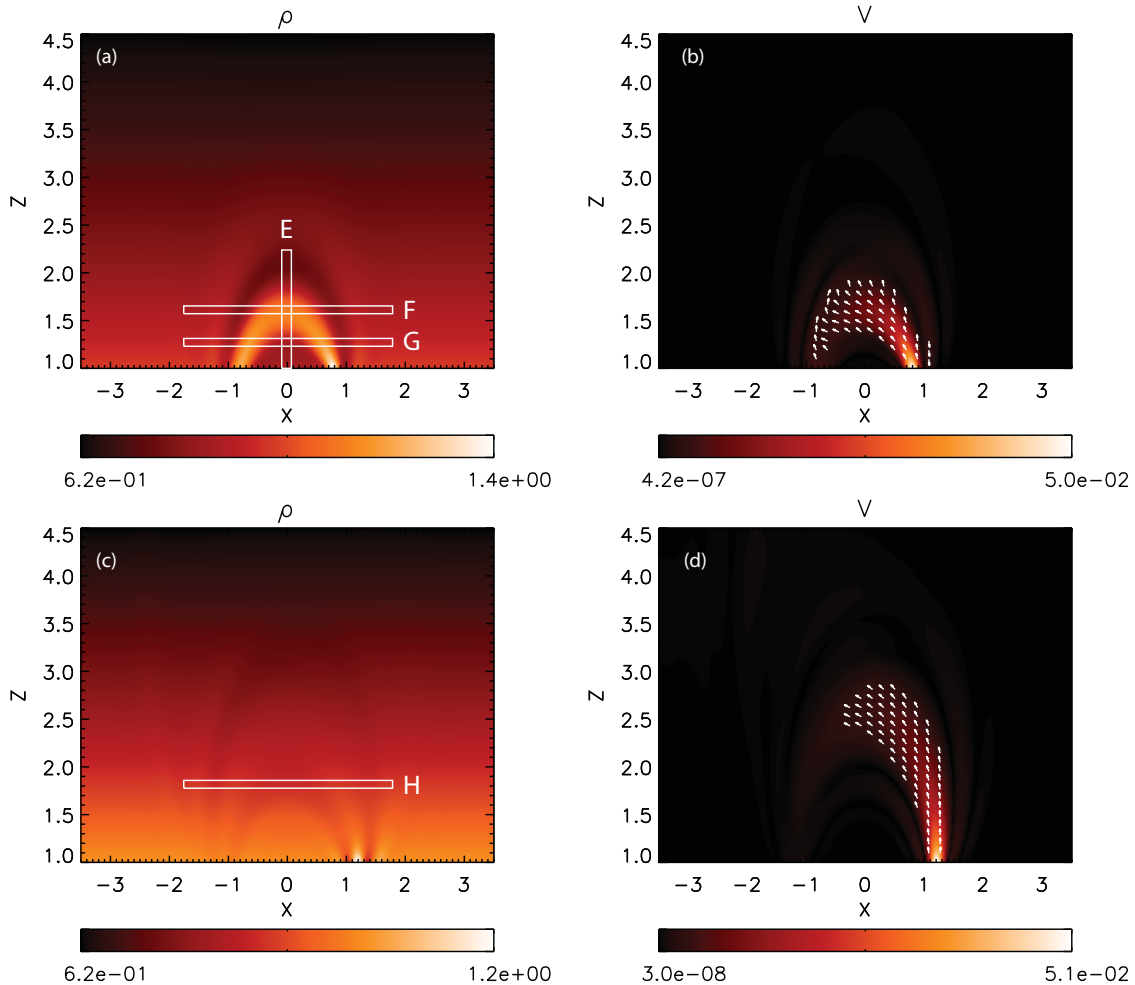 ρ V
(a) (b)
4.5 4.5
4.0 4.0
3.5 3.5
3.0 3.0
2.5 E 2.5
Z Z
2.0 2.0
1.5 F 1.5
G
1.0 1.0
−3 −2 −1 0 1 2 3 −3 −2 −1 0 1 2 3
X X
6.2e−01 1.4e+00 4.2e−07 5.0e−02
ρ V
(c) (d)
4.5 4.5
4.0 4.0
3.5 3.5
3.0 3.0
Z Z
2.5 2.5
2.0 2.0
H
1.5 1.5
1.0 1.0
−3 −2 −1 0 1 2 3 −3 −2 −1 0 1 2 3
X X
6.2e−01 1.2e+00 3.0e−08 5.1e−02